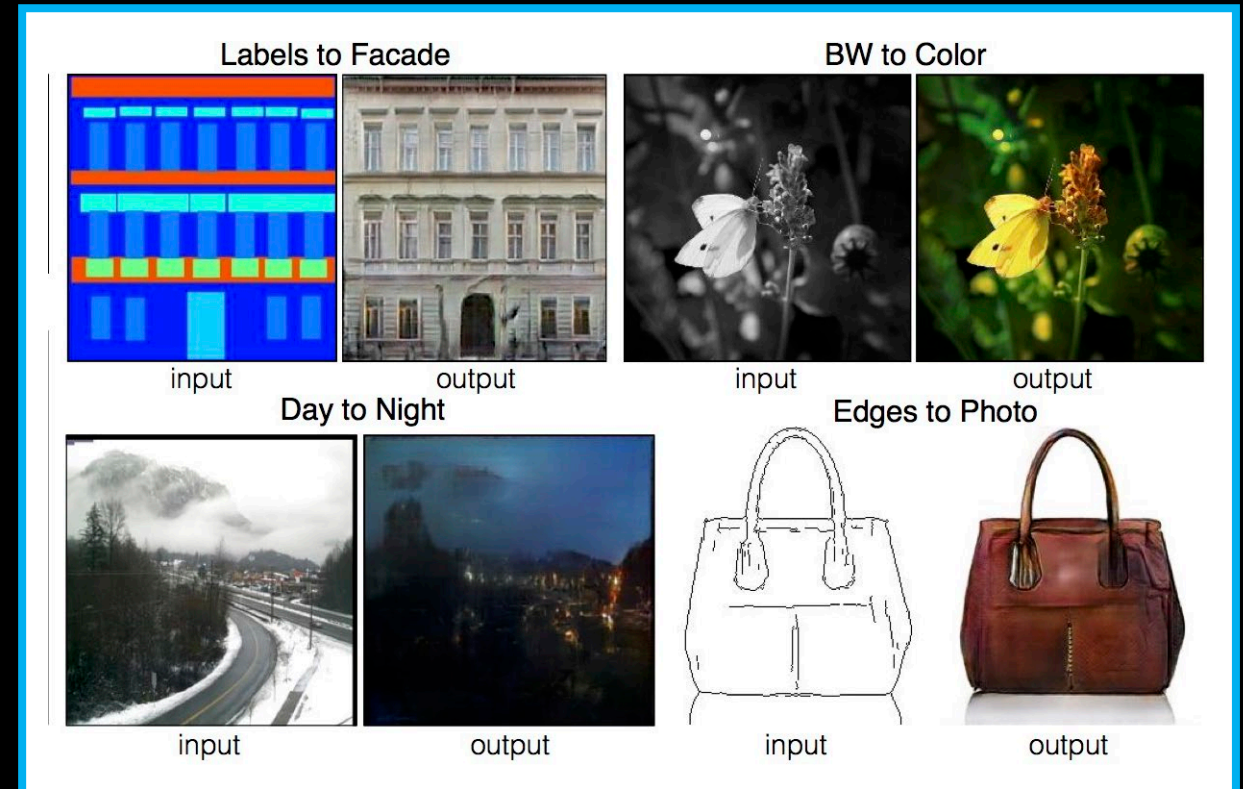 Labels to Facade
BW to Color
input
output
input
output
Day to Night
Edges to Photo
input
output
input
output